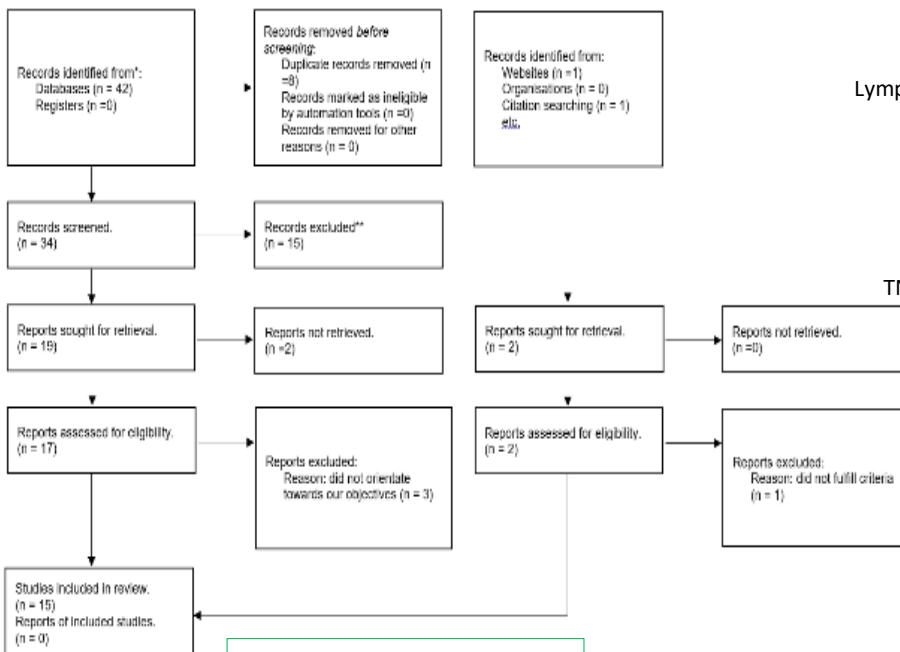 Records identified from*:
Databases (n = 42)
Registers (n =0)
Records removed before
screening:
Duplicate records removed (n
=8)
Records marked as ineligible
by automation tools (n =0)
Records removed for other
reasons (n = 0)
Records identified from:
Websites (n =1)
Organisations (n = 0)
Citation searching (n = 1)
etc.
Lymp
Records screened.
(n = 34)
Records excluded**
(n = 15)
Reports sought for retrieval.
(n = 19)
Reports not retrieved.
(n =2)
Reports sought for retrieval.
(n = 2)
Reports not retrieved.
(n =0)
Reports assessed for eligibility.
(n = 17)
Reports excluded:
Reason: did not orientate
towards our objectives (n = 3)
Reports assessed for eligibility.
(n = 2)
Reports excluded:
Reason: did not fulfill criteria
(n = 1)
Studies included in review.
(n = 15)
Reports of included studies.
(n = 0)